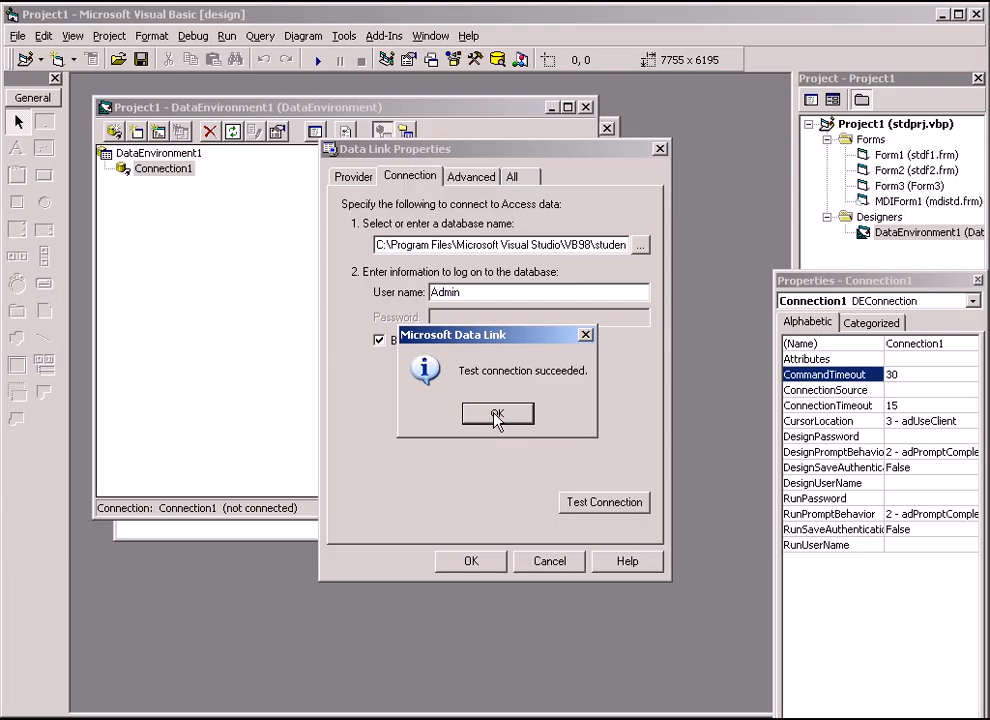 Project1 - Microsoft Visual Basic [design]
File Edit View Project Format Debug Run Query Diagram Tools Add-Ins Window Help
0, 0
7755 x 6195
General
Project1 - DataEnvironment1 (DataEnvironment)
DataEnvironment1
Connection1
Connection: Connection1 (not connected)
Data Link Properties
Provider Connection Advanced All
Specify the following to connect to Access data:
1. Select or enter a database name:
C:\Program Files\Microsoft Visual Studio\VB98\studen
...
2. Enter information to log on to the database:
User name: Admin
Password:
B
Microsoft Data Link
Test connection succeeded.
OK
Test Connection
OK Cancel Help
Project - Project1
Project1 (stdprj.vbp)
Forms
Form1 (stdf1.frm)
Form2 (stdf2.frm)
Form3 (Form3)
MDIForm1 (mdistd.frm)
Designers
DataEnvironment1 (Dat
Properties - Connection1
Connection1 DEConnection
Alphabetic Categorized
(Name) Connection1
Attributes
CommandTimeout 30
ConnectionSource
ConnectionTimeout 15
CursorLocation 3 - adUseClient
DesignPassword
DesignPromptBehavio 2 - adPromptComple
DesignSaveAuthentic. False
DesignUserName
RunPassword
RunPromptBehavior 2 - adPromptComple
RunSaveAuthenticati False
RunUserName